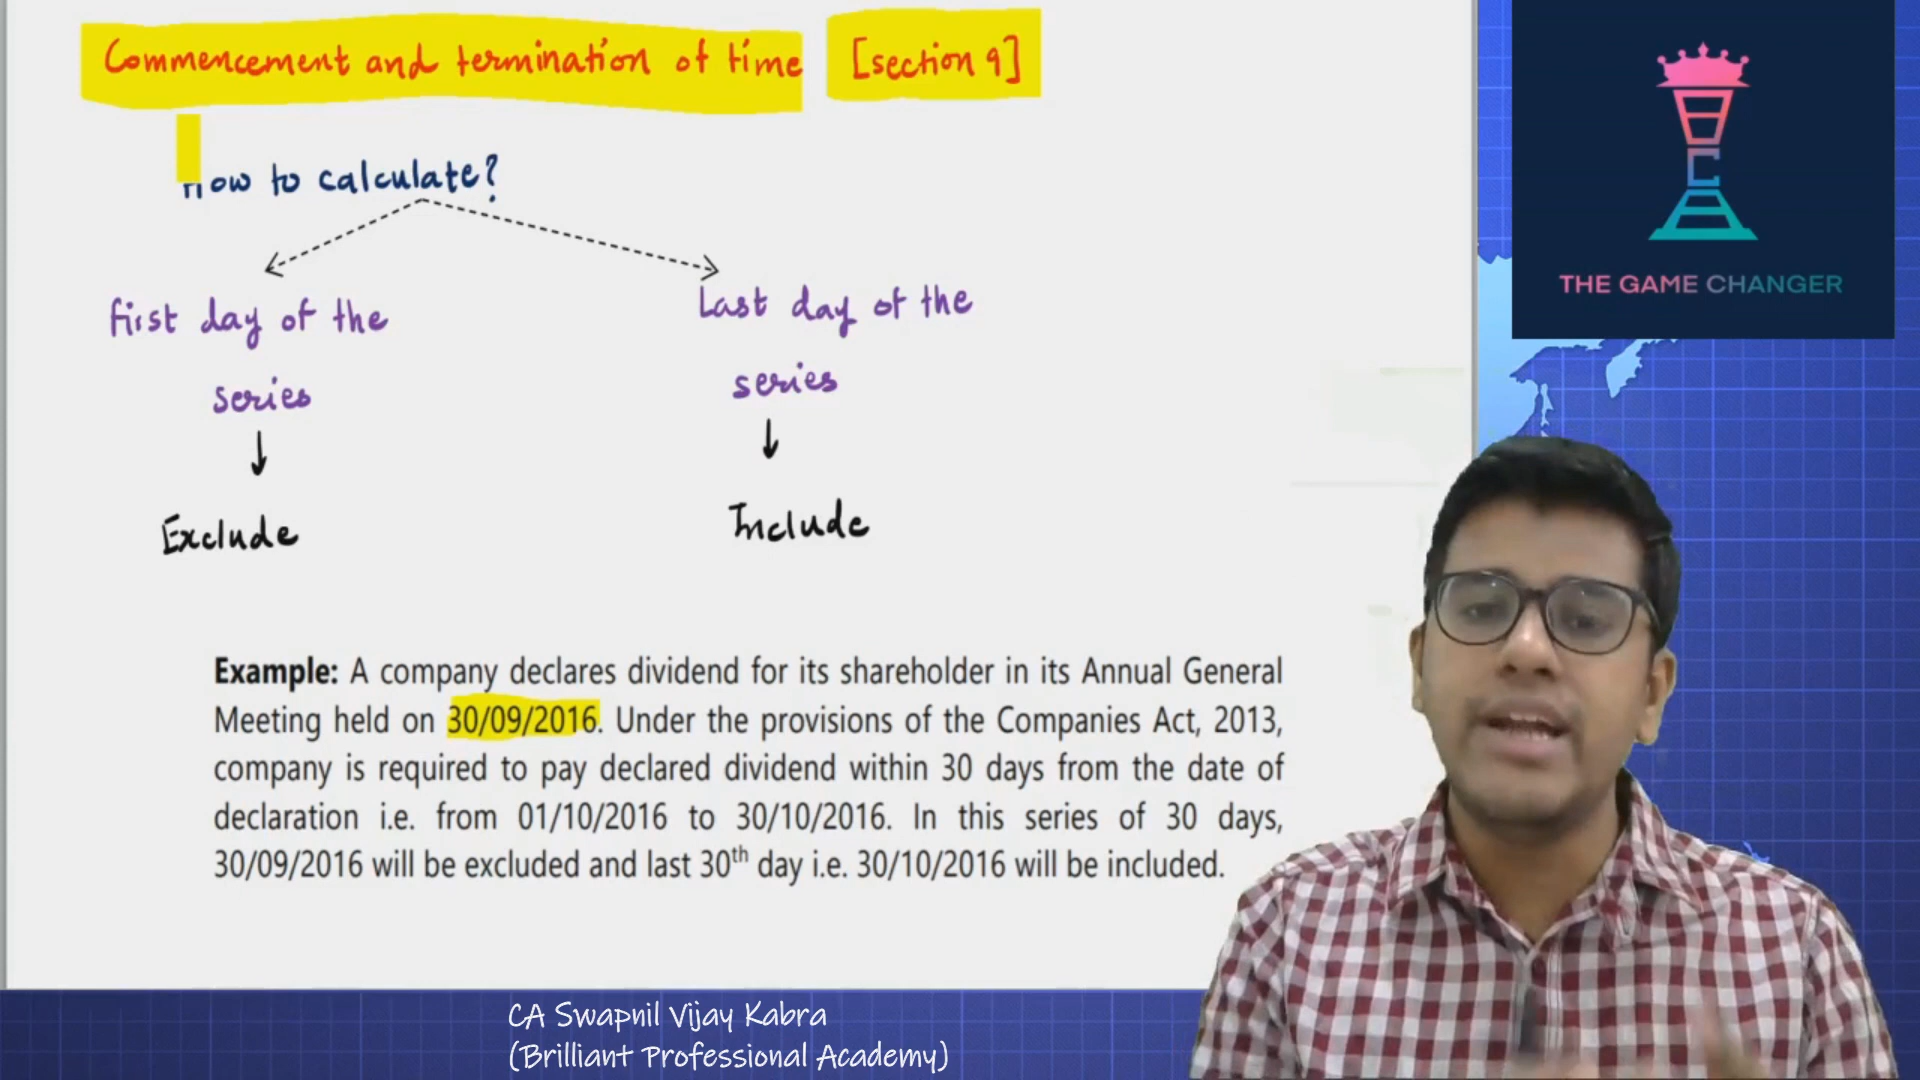 Commencement and termination of time [section 9]
How to calculate?
first day of the
series
Exclude
Last day of the
series
Include
Example: A company declares dividend for its shareholder in its Annual General
Meeting held on 30/09/2016. Under the provisions of the Companies Act, 2013,
company is required to pay declared dividend within 30 days from the date of
declaration i.e. from 01/10/2016 to 30/10/2016. In this series of 30 days,
30/09/2016 will be excluded and last 30th day i.e. 30/10/2016 will be included.
THE GAME CHANGER
CA Swapnil Vijay Kabra
(Brilliant Professional Academy)